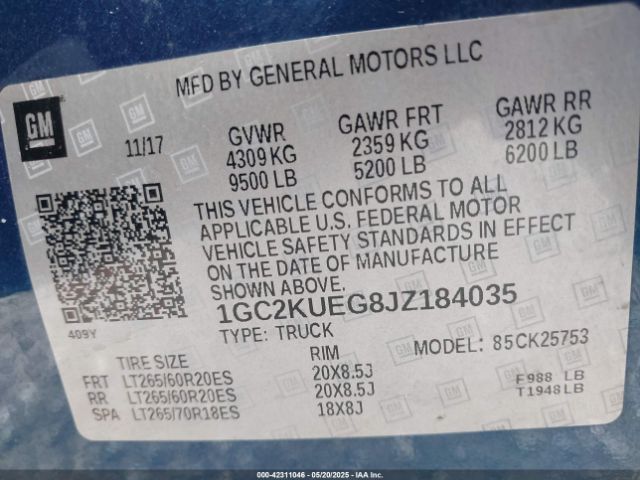 MFD BY GENERAL MOTORS LLC
GM
11/17
GVWR
4309 KG
9500 LB
GAWR FRT
2359 KG
5200 LB
GAWR RR
2812 KG
6200 LB
THIS VEHICLE CONFORMS TO ALL
APPLICABLE U.S. FEDERAL MOTOR
VEHICLE SAFETY STANDARDS IN EFFECT
ON THE DATE OF MANUFACTURE
SHOWN ABOVE.
409Y
1GC2KUEG8JZ184035
TYPE: TRUCK
MODEL: 85CK25753
TIRE SIZE RIM
FRT LT265/60R20ES 20X8.5J
RR LT265/60R20ES 20X8.5J
SPA LT265/70R18ES 18X8J
F988 LB
T1948LB
000-42311046 — 05/20/2025 — IAA Inc.